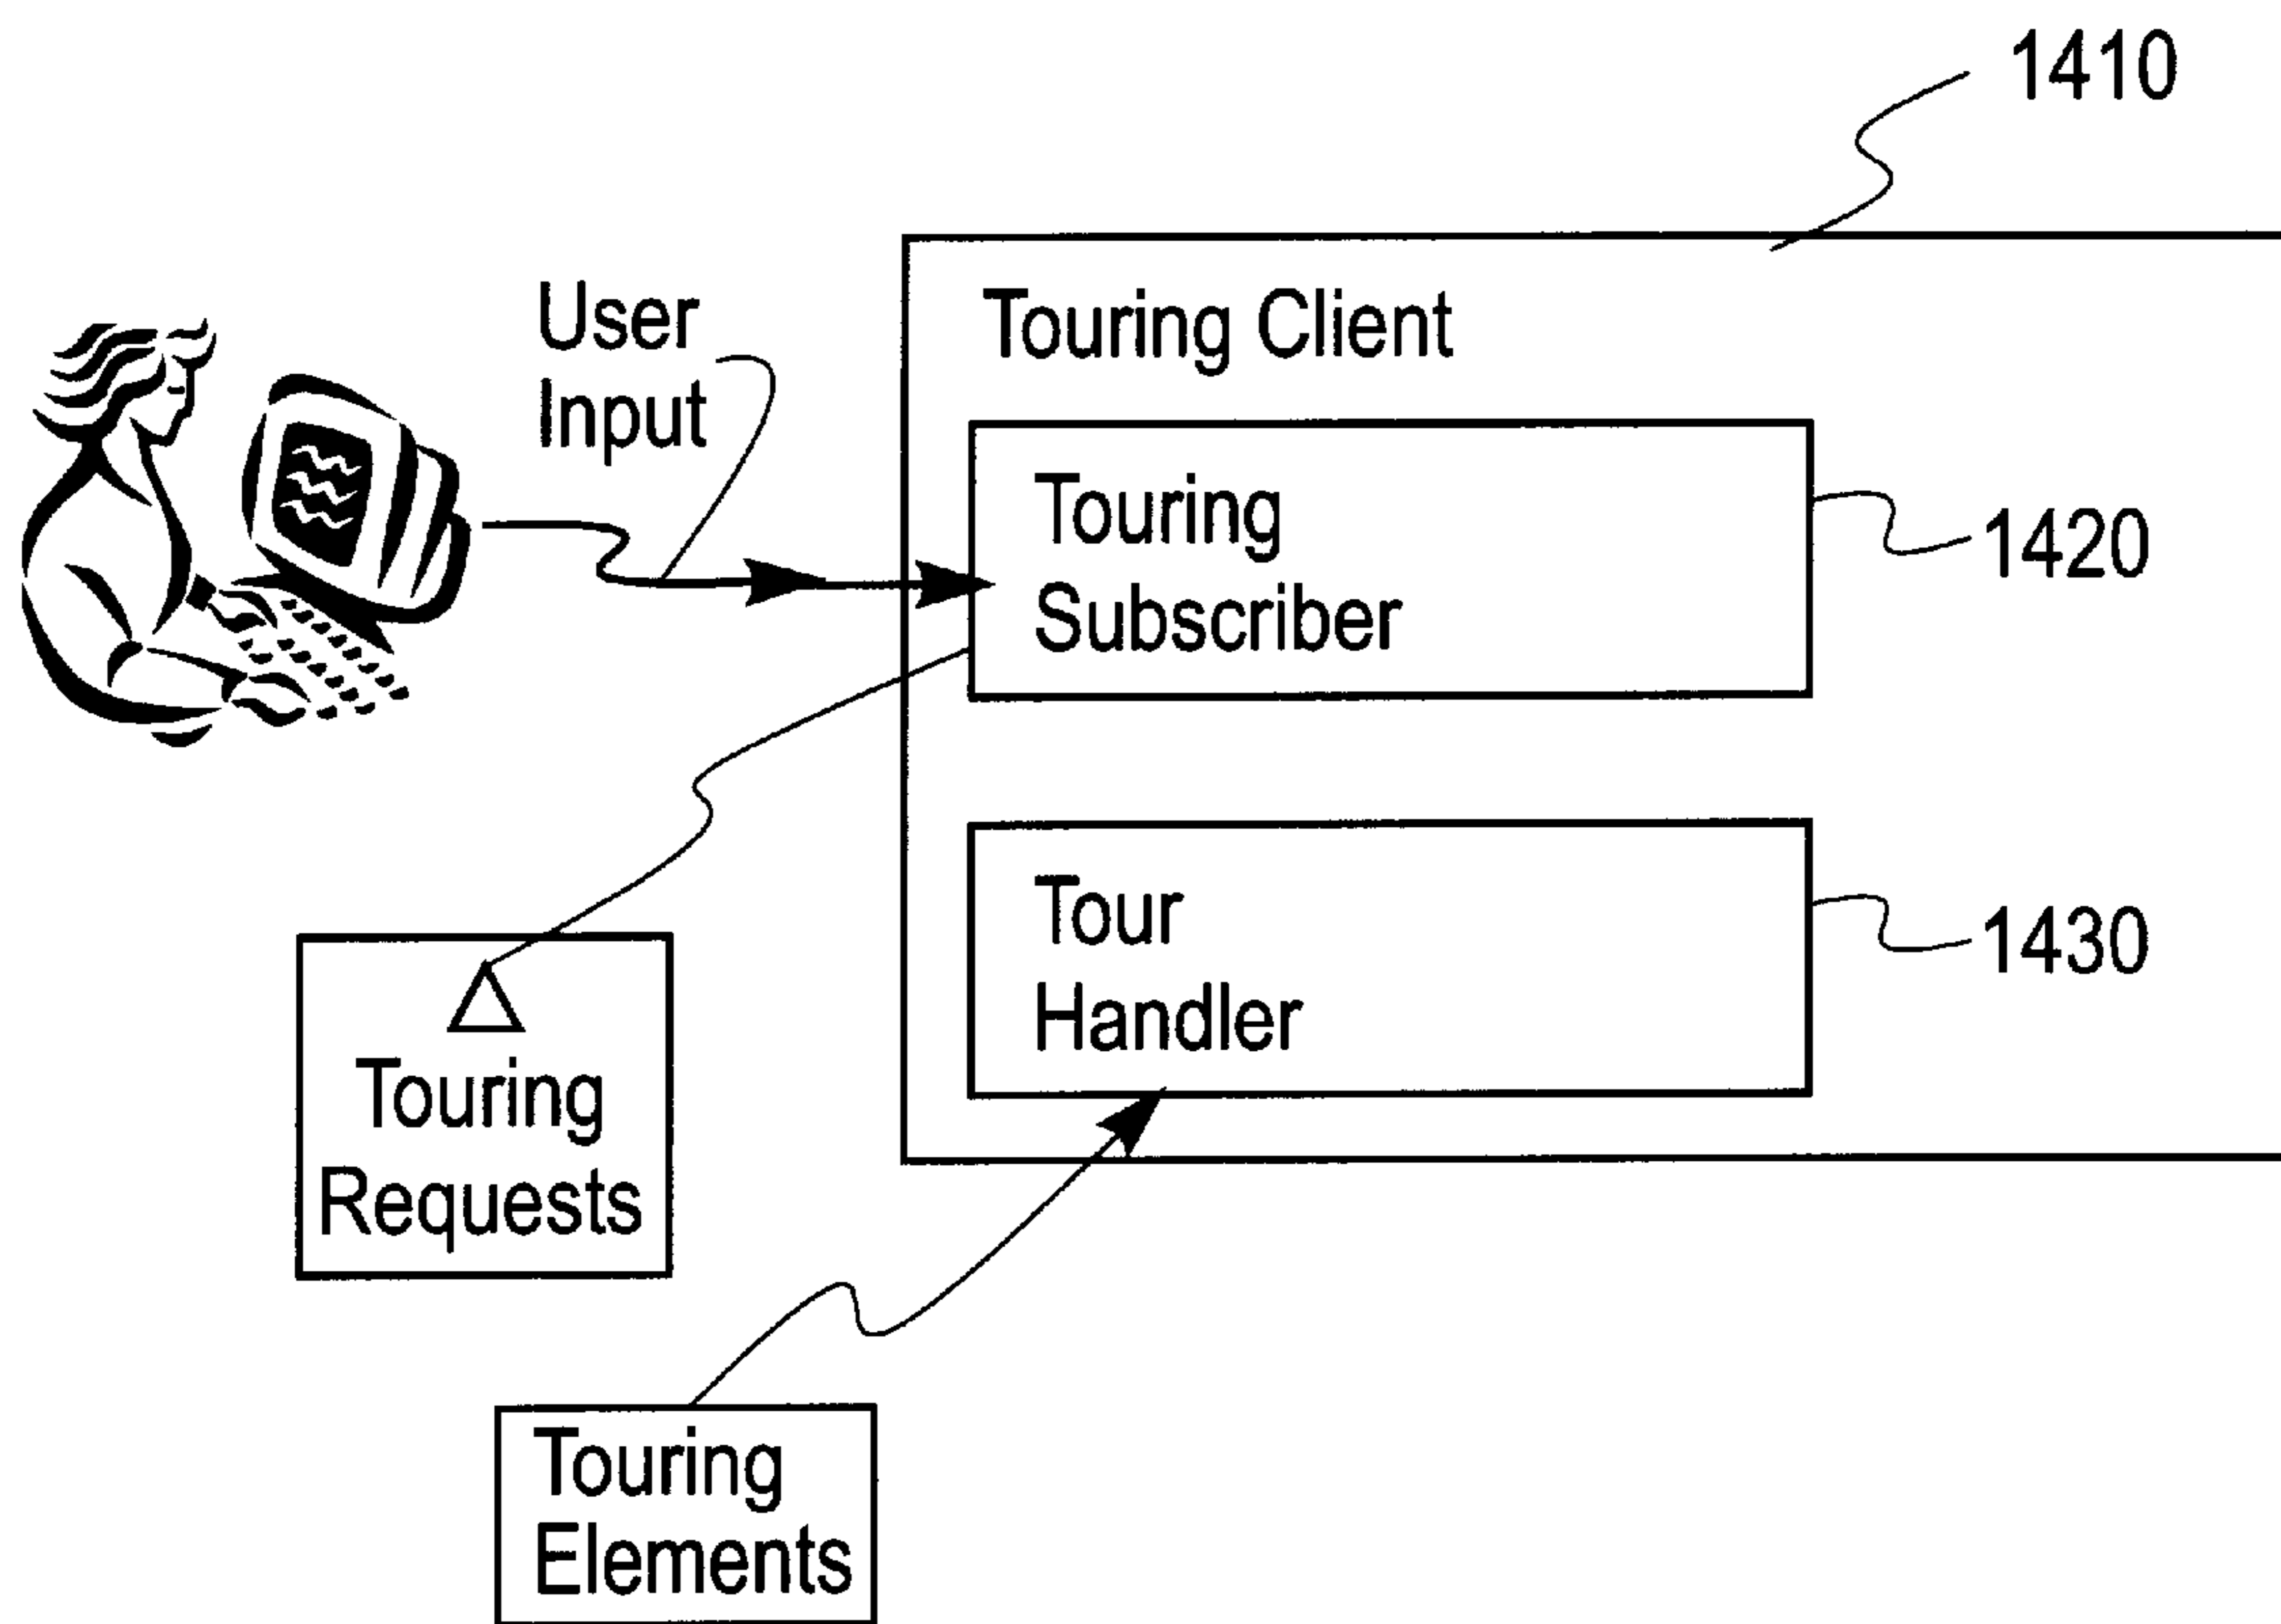 1410
User
Input
Touring Client
Touring
Subscriber
1420
Tour
Handler
1430
Touring
Requests
Touring
Elements